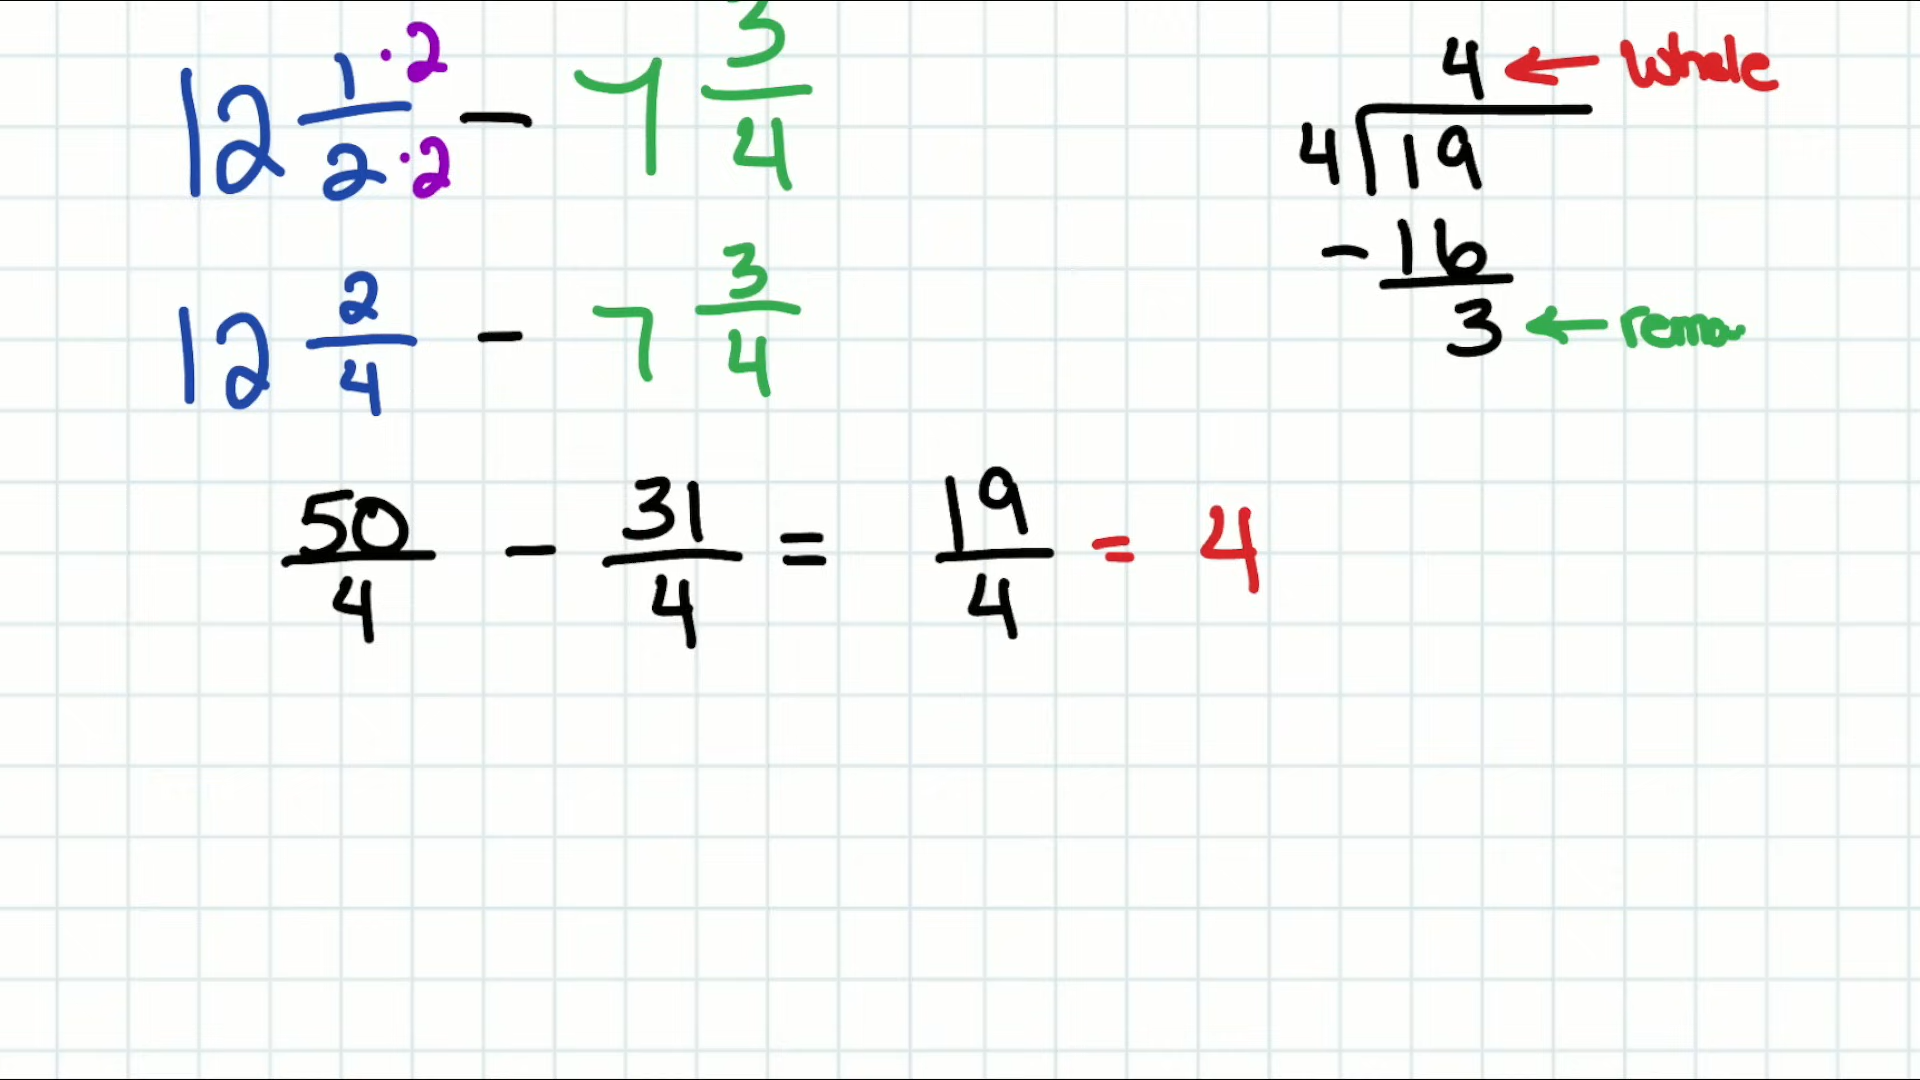 12 1·2/2·2 − 7 3/4
12 2/4 − 7 3/4
50/4 − 31/4 = 19/4 = 4
4 ← Whole
4 19
−16
3 ← rema